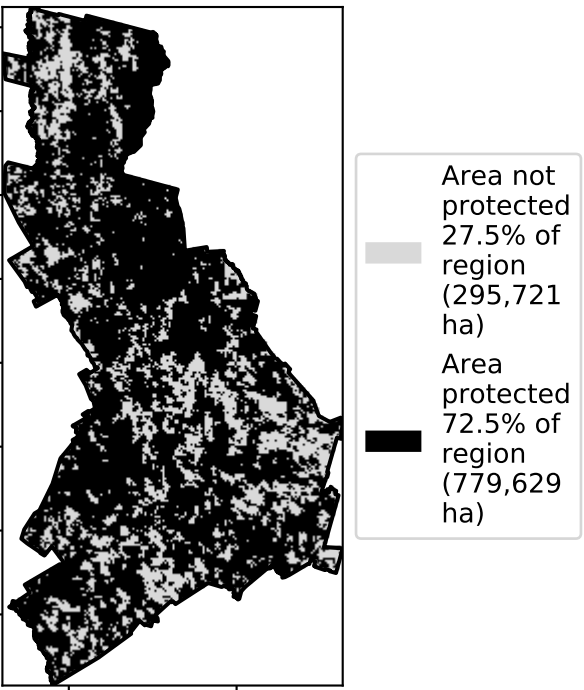 Area not
protected
27.5% of
region
(295,721
ha)
Area
protected
72.5% of
region
(779,629
ha)